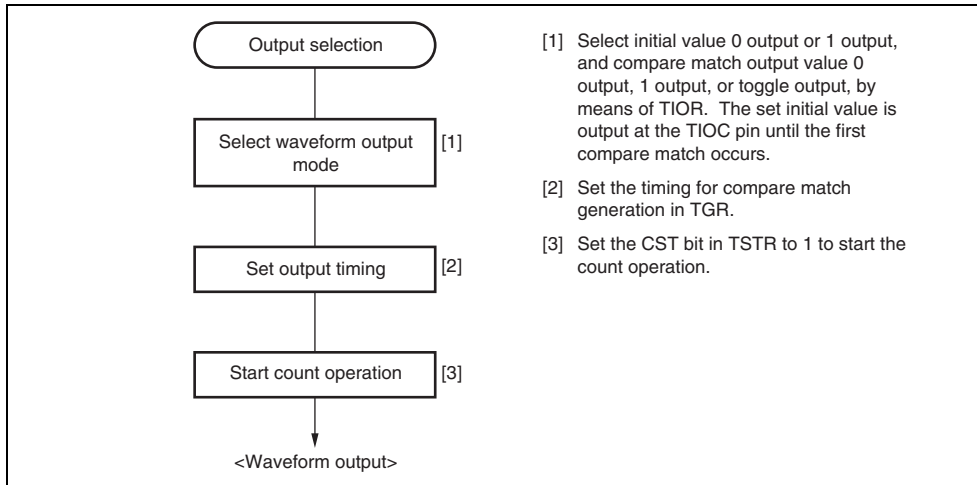 Output selection
Select waveform output
mode
[1]
Set output timing
[2]
Start count operation
[3]
<Waveform output>
[1] Select initial value 0 output or 1 output,
and compare match output value 0
output, 1 output, or toggle output, by
means of TIOR. The set initial value is
output at the TIOC pin until the first
compare match occurs.
[2] Set the timing for compare match
generation in TGR.
[3] Set the CST bit in TSTR to 1 to start the
count operation.